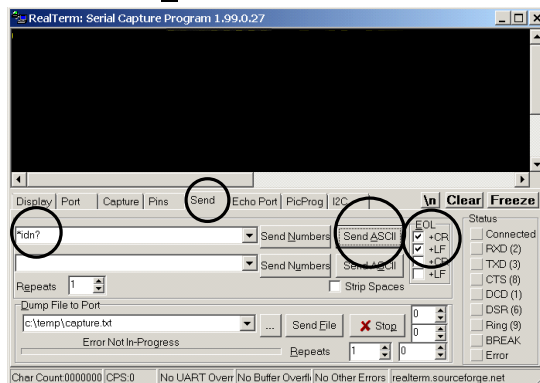 RealTerm: Serial Capture Program 1.99.0.27
Display Port Capture Pins Send Echo Port PicProg I2C \n Clear Freeze
*idn? Send Numbers Send ASCII EOL +CR +LF
Send Numbers Send ASCII +CR +LF
Repeats 1 Strip Spaces
Dump File to Port
c:\temp\capture.txt ... Send File Stop 0
Error Not In-Progress Repeats 1 0
Status
Connected
RXD (2)
TXD (3)
CTS (8)
DCD (1)
DSR (6)
Ring (9)
BREAK
Error
Char Count:0000000 CPS:0 No UART Overr No Buffer Overfl No Other Errors realterm.sourceforge.net